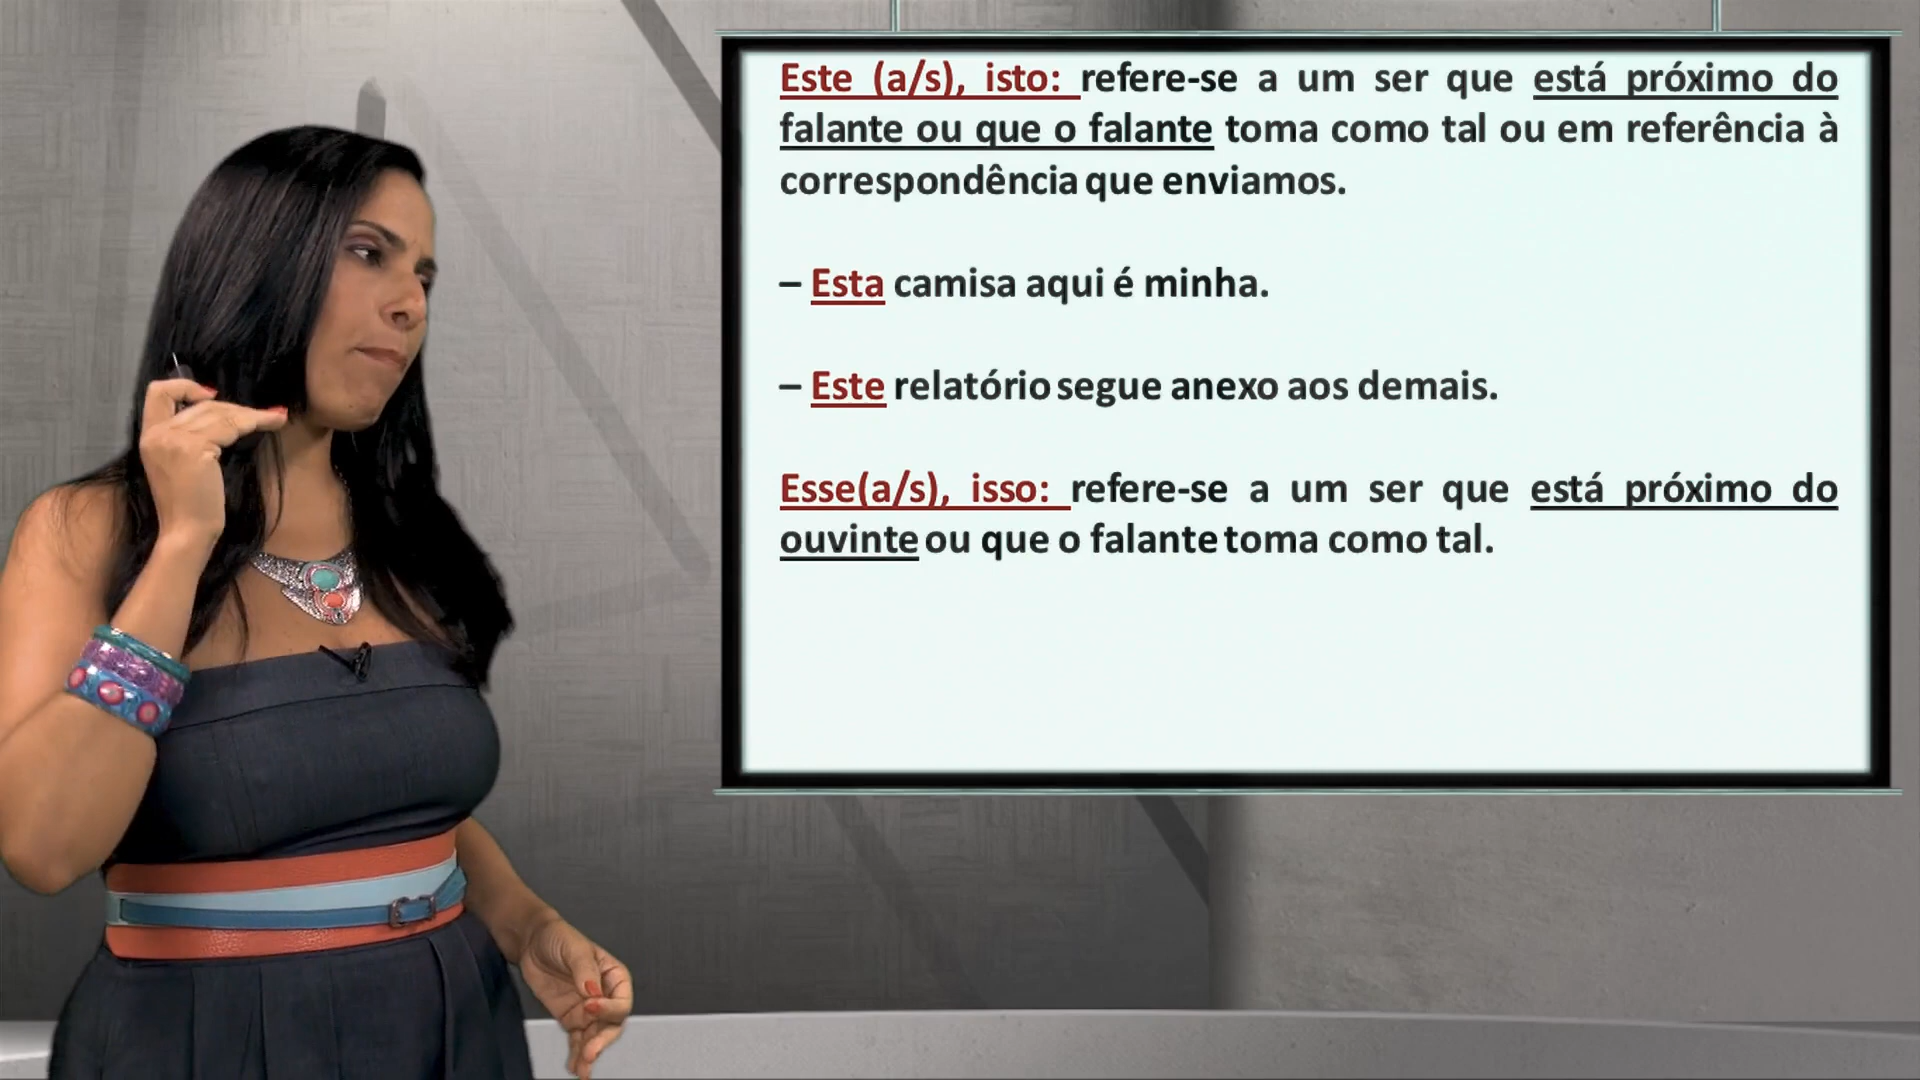 Este (a/s), isto: refere-se a um ser que está próximo do
falante ou que o falante toma como tal ou em referência à
correspondência que enviamos.
– Esta camisa aqui é minha.
– Este relatório segue anexo aos demais.
Esse(a/s), isso: refere-se a um ser que está próximo do
ouvinte ou que o falante toma como tal.